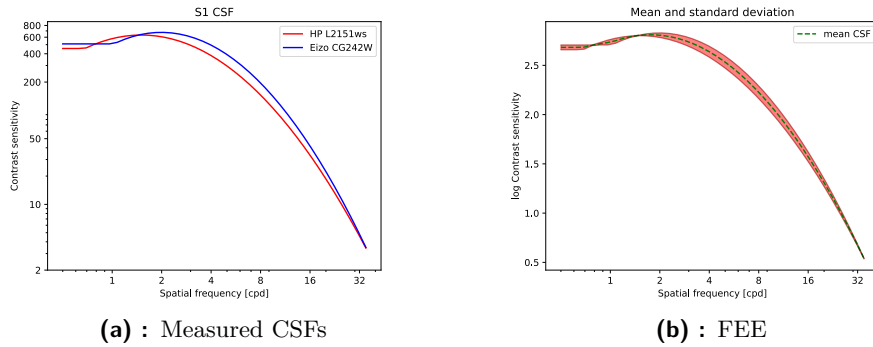 S1 CSF
HP L2151ws
Eizo CG242W
Contrast sensitivity
800
600
400
200
50
10
2
1
2
4
8
16
32
Spatial frequency [cpd]
(a) : Measured CSFs
Mean and standard deviation
mean CSF
log Contrast sensitivity
2.5
2.0
1.5
1.0
0.5
1
2
4
8
16
32
Spatial frequency [cpd]
(b) : FEE